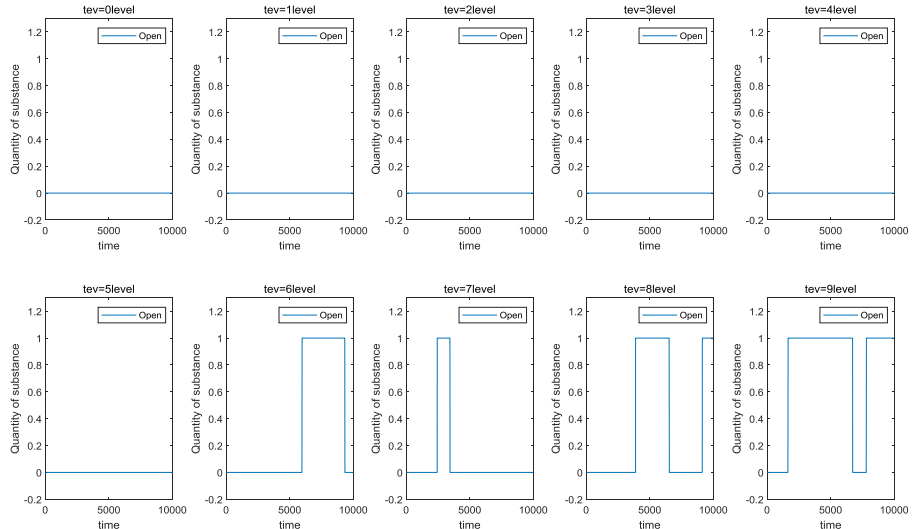 tev=0level tev=1level tev=2level tev=3level tev=4level
Open Open Open Open Open
Quantity of substance Quantity of substance Quantity of substance Quantity of substance Quantity of substance
1.2 1.2 1.2 1.2 1.2
1 1 1 1 1
0.8 0.8 0.8 0.8 0.8
0.6 0.6 0.6 0.6 0.6
0.4 0.4 0.4 0.4 0.4
0.2 0.2 0.2 0.2 0.2
0 0 0 0 0
-0.2 -0.2 -0.2 -0.2 -0.2
0 5000 10000 0 5000 10000 0 5000 10000 0 5000 10000 0 5000 10000
time time time time time
tev=5level tev=6level tev=7level tev=8level tev=9level
Open Open Open Open Open
Quantity of substance Quantity of substance Quantity of substance Quantity of substance Quantity of substance
1.2 1.2 1.2 1.2 1.2
1 1 1 1 1
0.8 0.8 0.8 0.8 0.8
0.6 0.6 0.6 0.6 0.6
0.4 0.4 0.4 0.4 0.4
0.2 0.2 0.2 0.2 0.2
0 0 0 0 0
-0.2 -0.2 -0.2 -0.2 -0.2
0 5000 10000 0 5000 10000 0 5000 10000 0 5000 10000 0 5000 10000
time time time time time